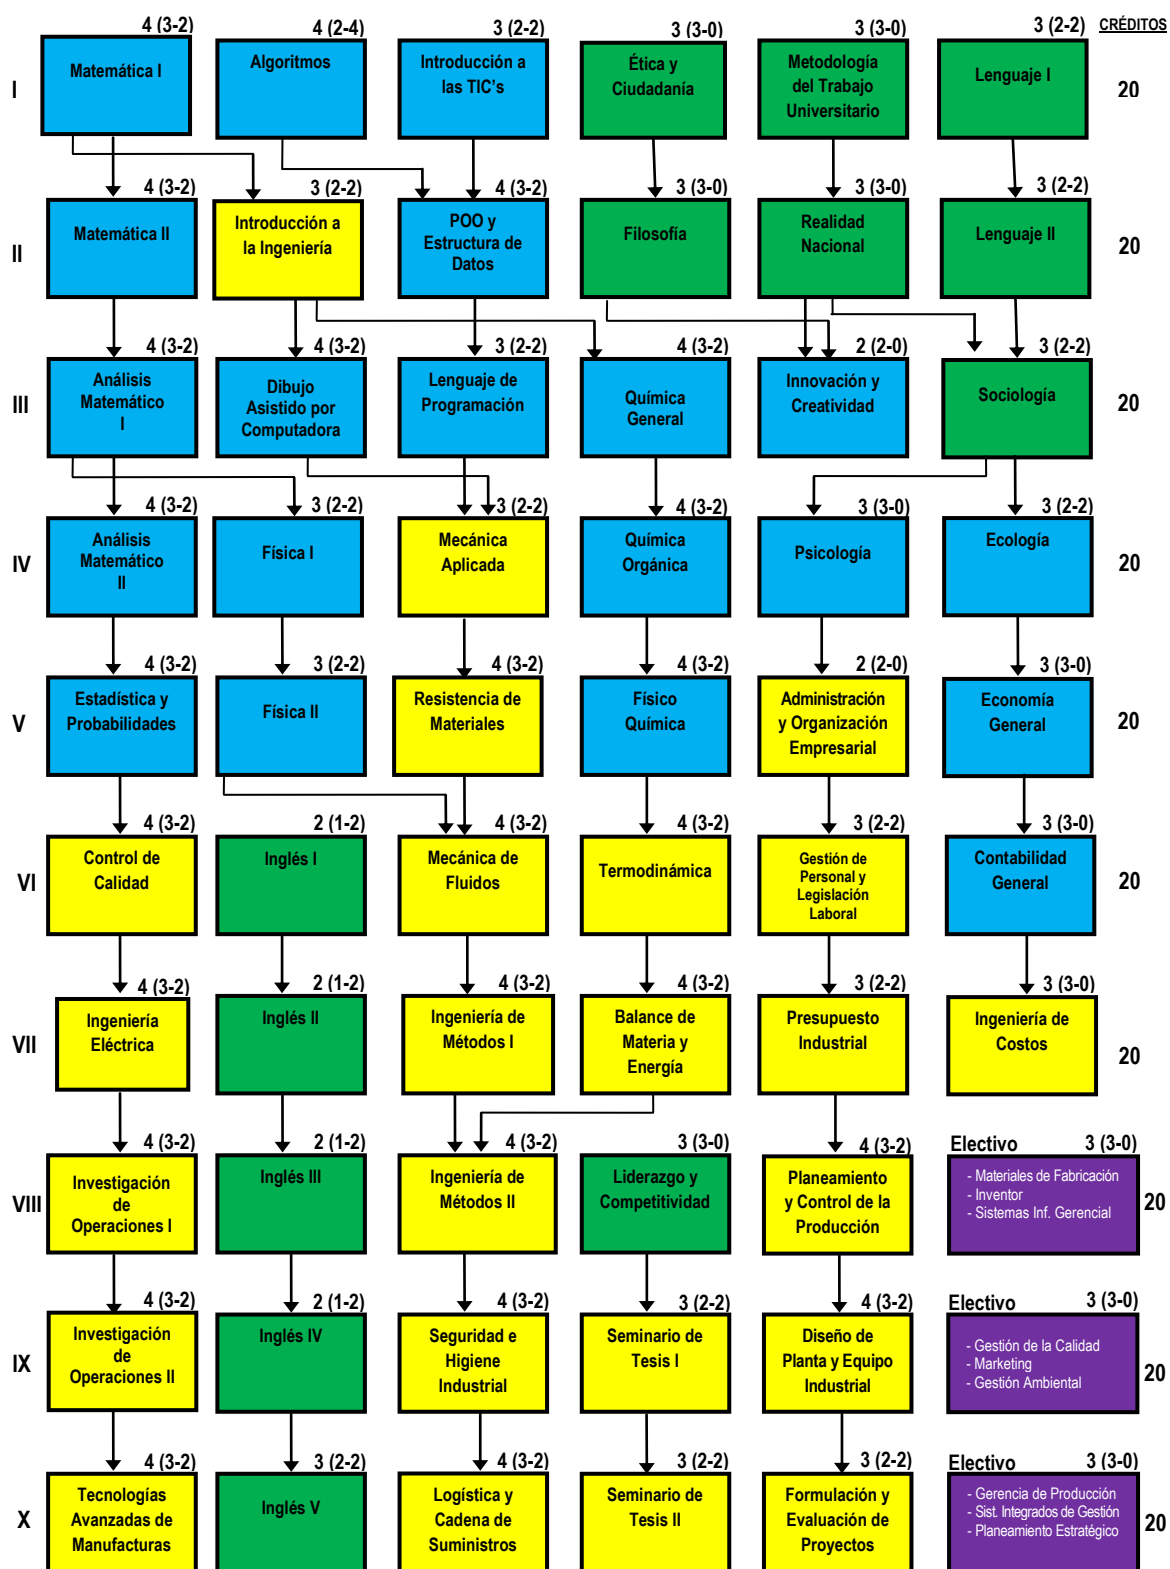 4 (3-2) 4 (2-4) 3 (2-2) 3 (3-0) 3 (3-0) 3 (2-2) CRÉDITOS
I
Matemática I
Algoritmos
Introducción a
las TIC's
Ética y
Ciudadanía
Metodología
del Trabajo
Universitario
Lenguaje I
20
4 (3-2) 3 (2-2) 4 (3-2) 3 (3-0) 3 (3-0) 3 (2-2)
II
Matemática II
Introducción a
la Ingeniería
POO y
Estructura de
Datos
Filosofía
Realidad
Nacional
Lenguaje II
20
4 (3-2) 4 (3-2) 3 (2-2) 4 (3-2) 2 (2-0) 3 (2-2)
III
Análisis
Matemático
I
Dibujo
Asistido por
Computadora
Lenguaje de
Programación
Química
General
Innovación y
Creatividad
Sociología
20
4 (3-2) 3 (2-2) 3 (2-2) 4 (3-2) 3 (3-0) 3 (2-2)
IV
Análisis
Matemático
II
Física I
Mecánica
Aplicada
Química
Orgánica
Psicología
Ecología
20
4 (3-2) 3 (2-2) 4 (3-2) 4 (3-2) 2 (2-0) 3 (3-0)
V
Estadística y
Probabilidades
Física II
Resistencia de
Materiales
Físico
Química
Administración
y Organización
Empresarial
Economía
General
20
4 (3-2) 2 (1-2) 4 (3-2) 4 (3-2) 3 (2-2) 3 (3-0)
VI
Control de
Calidad
Inglés I
Mecánica de
Fluidos
Termodinámica
Gestión de
Personal y
Legislación
Laboral
Contabilidad
General
20
4 (3-2) 2 (1-2) 4 (3-2) 4 (3-2) 3 (2-2) 3 (3-0)
VII
Ingeniería
Eléctrica
Inglés II
Ingeniería de
Métodos I
Balance de
Materia y
Energía
Presupuesto
Industrial
Ingeniería de
Costos
20
4 (3-2) 2 (1-2) 4 (3-2) 3 (3-0) 4 (3-2) Electivo 3 (3-0)
VIII
Investigación
de
Operaciones I
Inglés III
Ingeniería de
Métodos II
Liderazgo y
Competitividad
Planeamiento
y Control de la
Producción
- Materiales de Fabricación
- Inventor
- Sistemas Inf. Gerencial
20
4 (3-2) 2 (1-2) 4 (3-2) 3 (2-2) 4 (3-2) Electivo 3 (3-0)
IX
Investigación
de
Operaciones II
Inglés IV
Seguridad e
Higiene
Industrial
Seminario de
Tesis I
Diseño de
Planta y Equipo
Industrial
- Gestión de la Calidad
- Marketing
- Gestión Ambiental
20
4 (3-2) 3 (2-2) 4 (3-2) 3 (2-2) 3 (2-2) Electivo 3 (3-0)
X
Tecnologías
Avanzadas de
Manufacturas
Inglés V
Logística y
Cadena de
Suministros
Seminario de
Tesis II
Formulación y
Evaluación de
Proyectos
- Gerencia de Producción
- Sist. Integrados de Gestión
- Planeamiento Estratégico
20